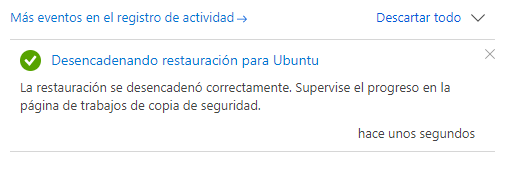 Más eventos en el registro de actividad → Descartar todo
Desencadenando restauración para Ubuntu
La restauración se desencadenó correctamente. Supervise el progreso en la
página de trabajos de copia de seguridad.
hace unos segundos